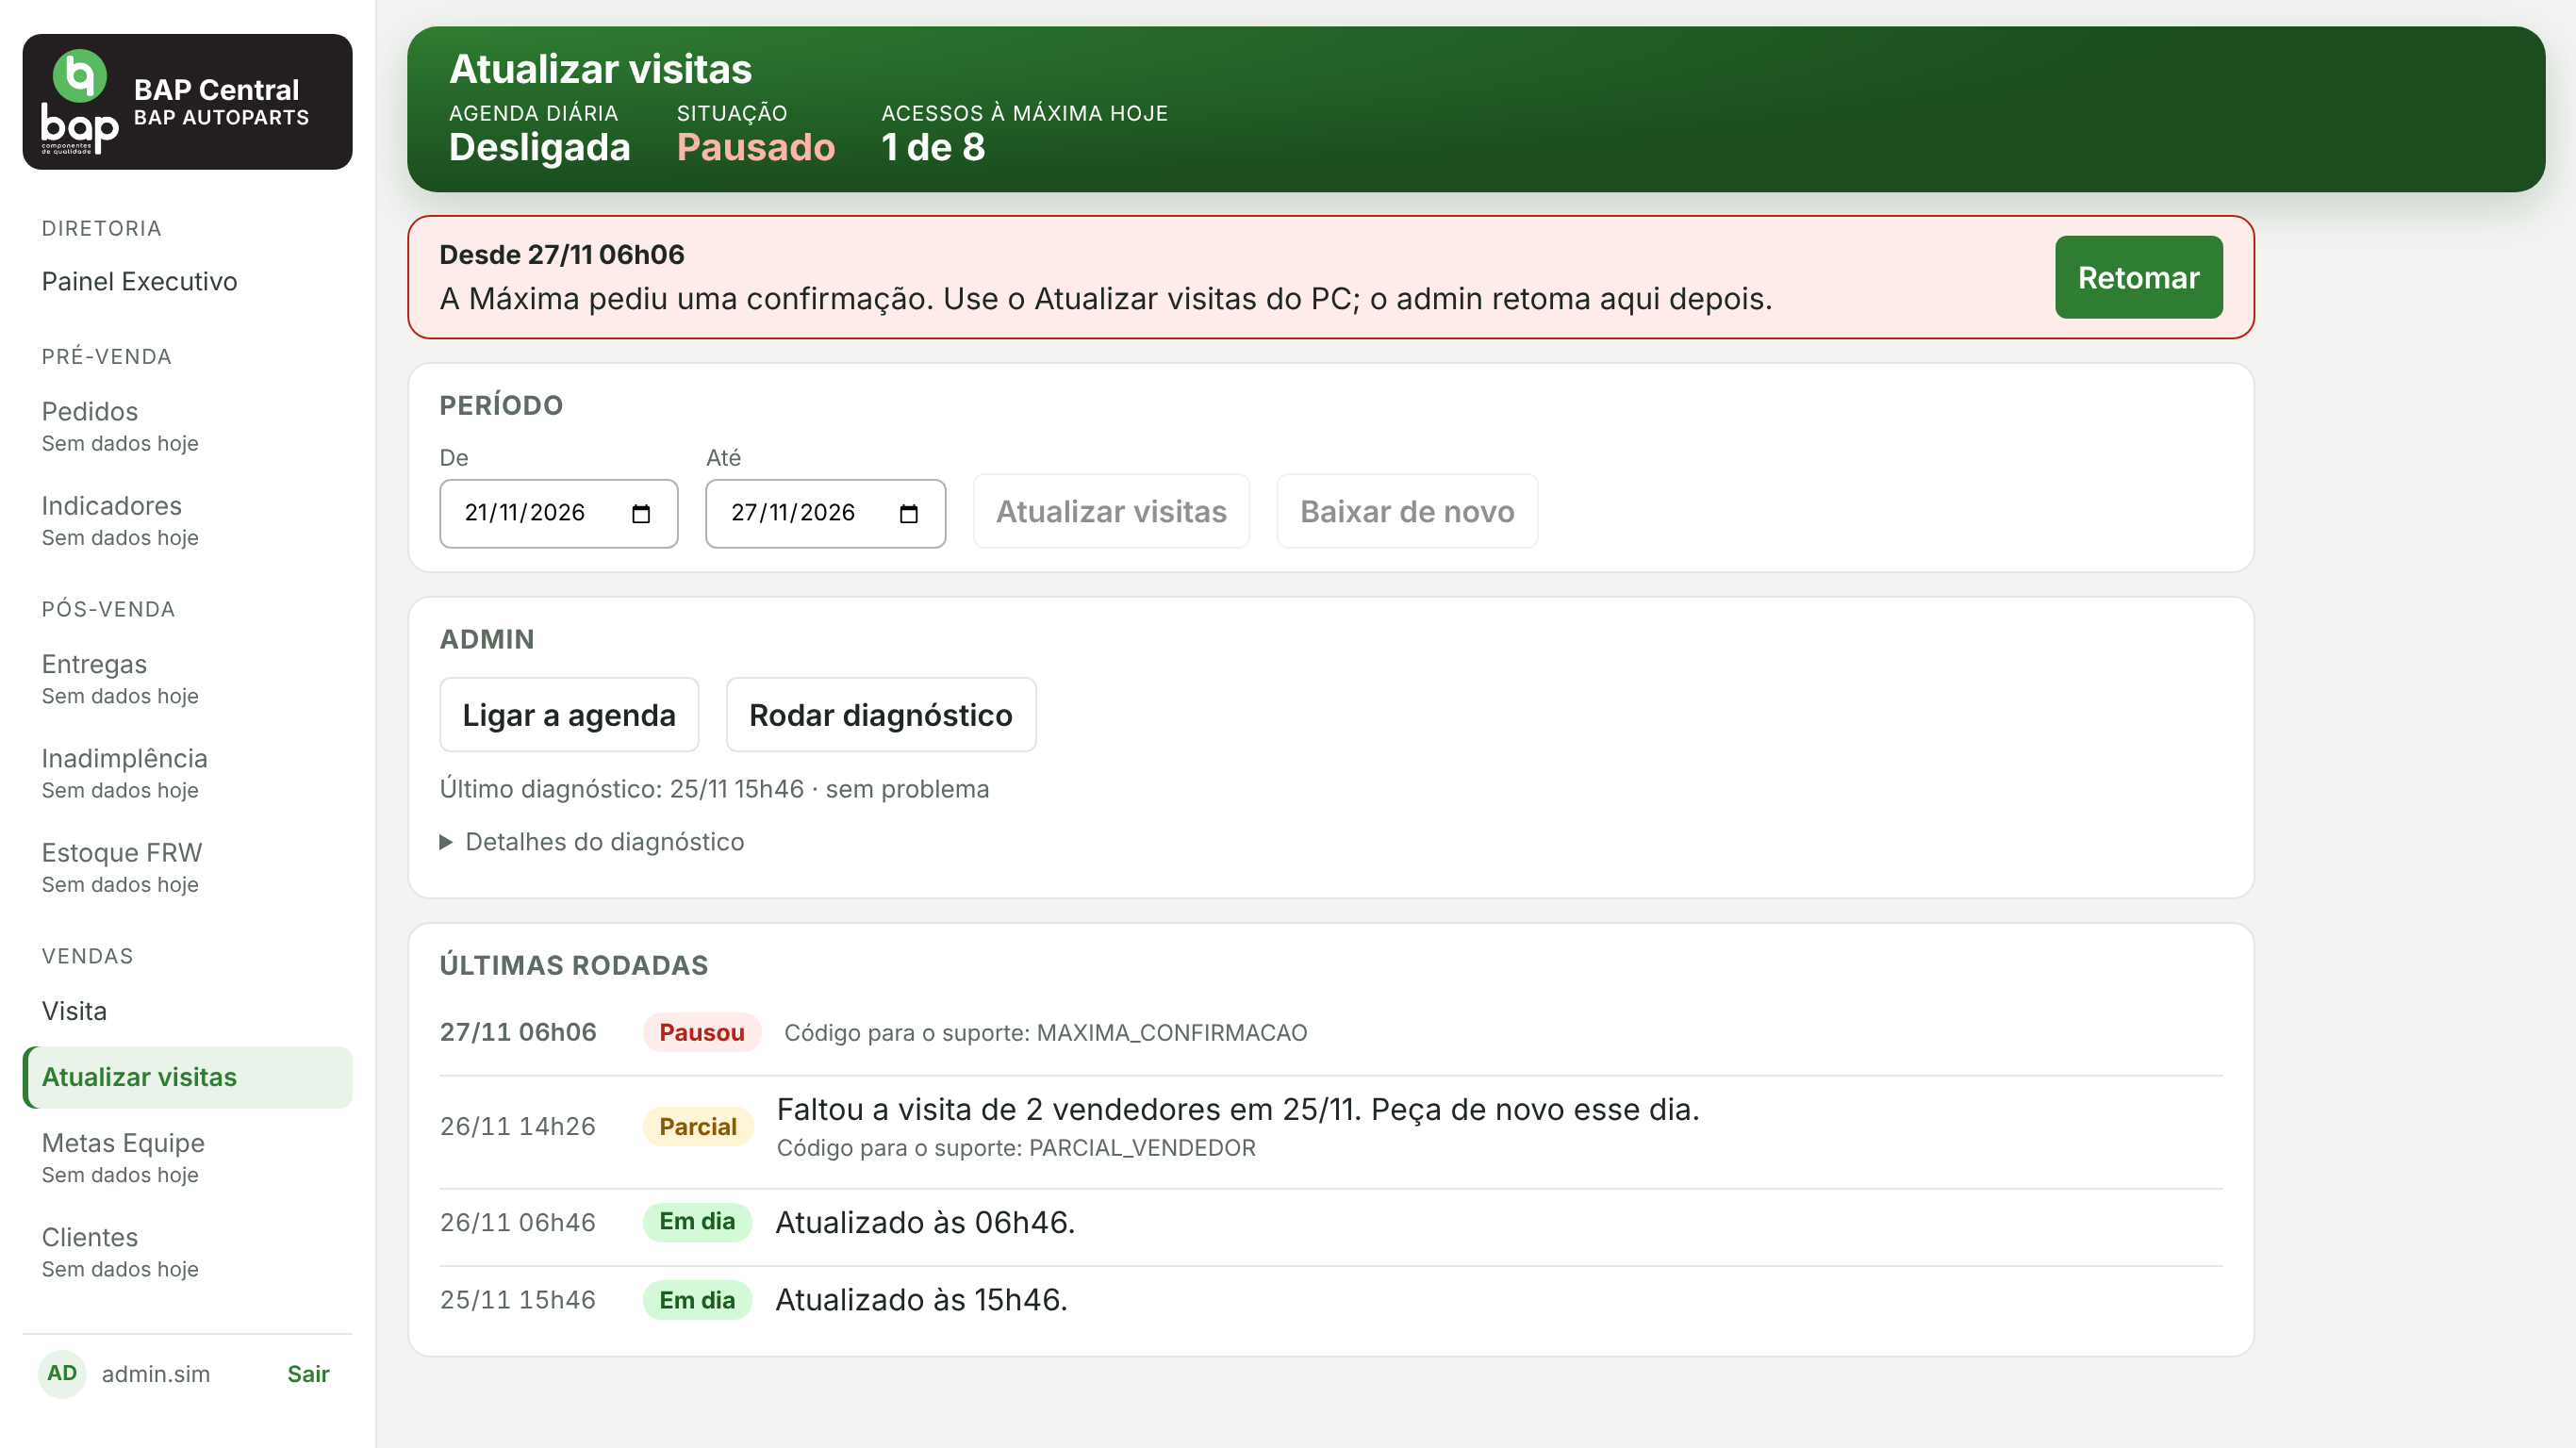 bap
componentes
de qualidade
BAP Central
BAP AUTOPARTS
DIRETORIA
Painel Executivo
PRÉ-VENDA
Pedidos
Sem dados hoje
Indicadores
Sem dados hoje
PÓS-VENDA
Entregas
Sem dados hoje
Inadimplência
Sem dados hoje
Estoque FRW
Sem dados hoje
VENDAS
Visita
Atualizar visitas
Metas Equipe
Sem dados hoje
Clientes
Sem dados hoje
AD admin.sim Sair
Atualizar visitas
AGENDA DIÁRIA SITUAÇÃO ACESSOS À MÁXIMA HOJE
Desligada Pausado 1 de 8
Desde 27/11 06h06
A Máxima pediu uma confirmação. Use o Atualizar visitas do PC; o admin retoma aqui depois.
Retomar
PERÍODO
De Até
21/11/2026 27/11/2026 Atualizar visitas Baixar de novo
ADMIN
Ligar a agenda Rodar diagnóstico
Último diagnóstico: 25/11 15h46 · sem problema
Detalhes do diagnóstico
ÚLTIMAS RODADAS
27/11 06h06 Pausou Código para o suporte: MAXIMA_CONFIRMACAO
26/11 14h26 Parcial Faltou a visita de 2 vendedores em 25/11. Peça de novo esse dia.
Código para o suporte: PARCIAL_VENDEDOR
26/11 06h46 Em dia Atualizado às 06h46.
25/11 15h46 Em dia Atualizado às 15h46.